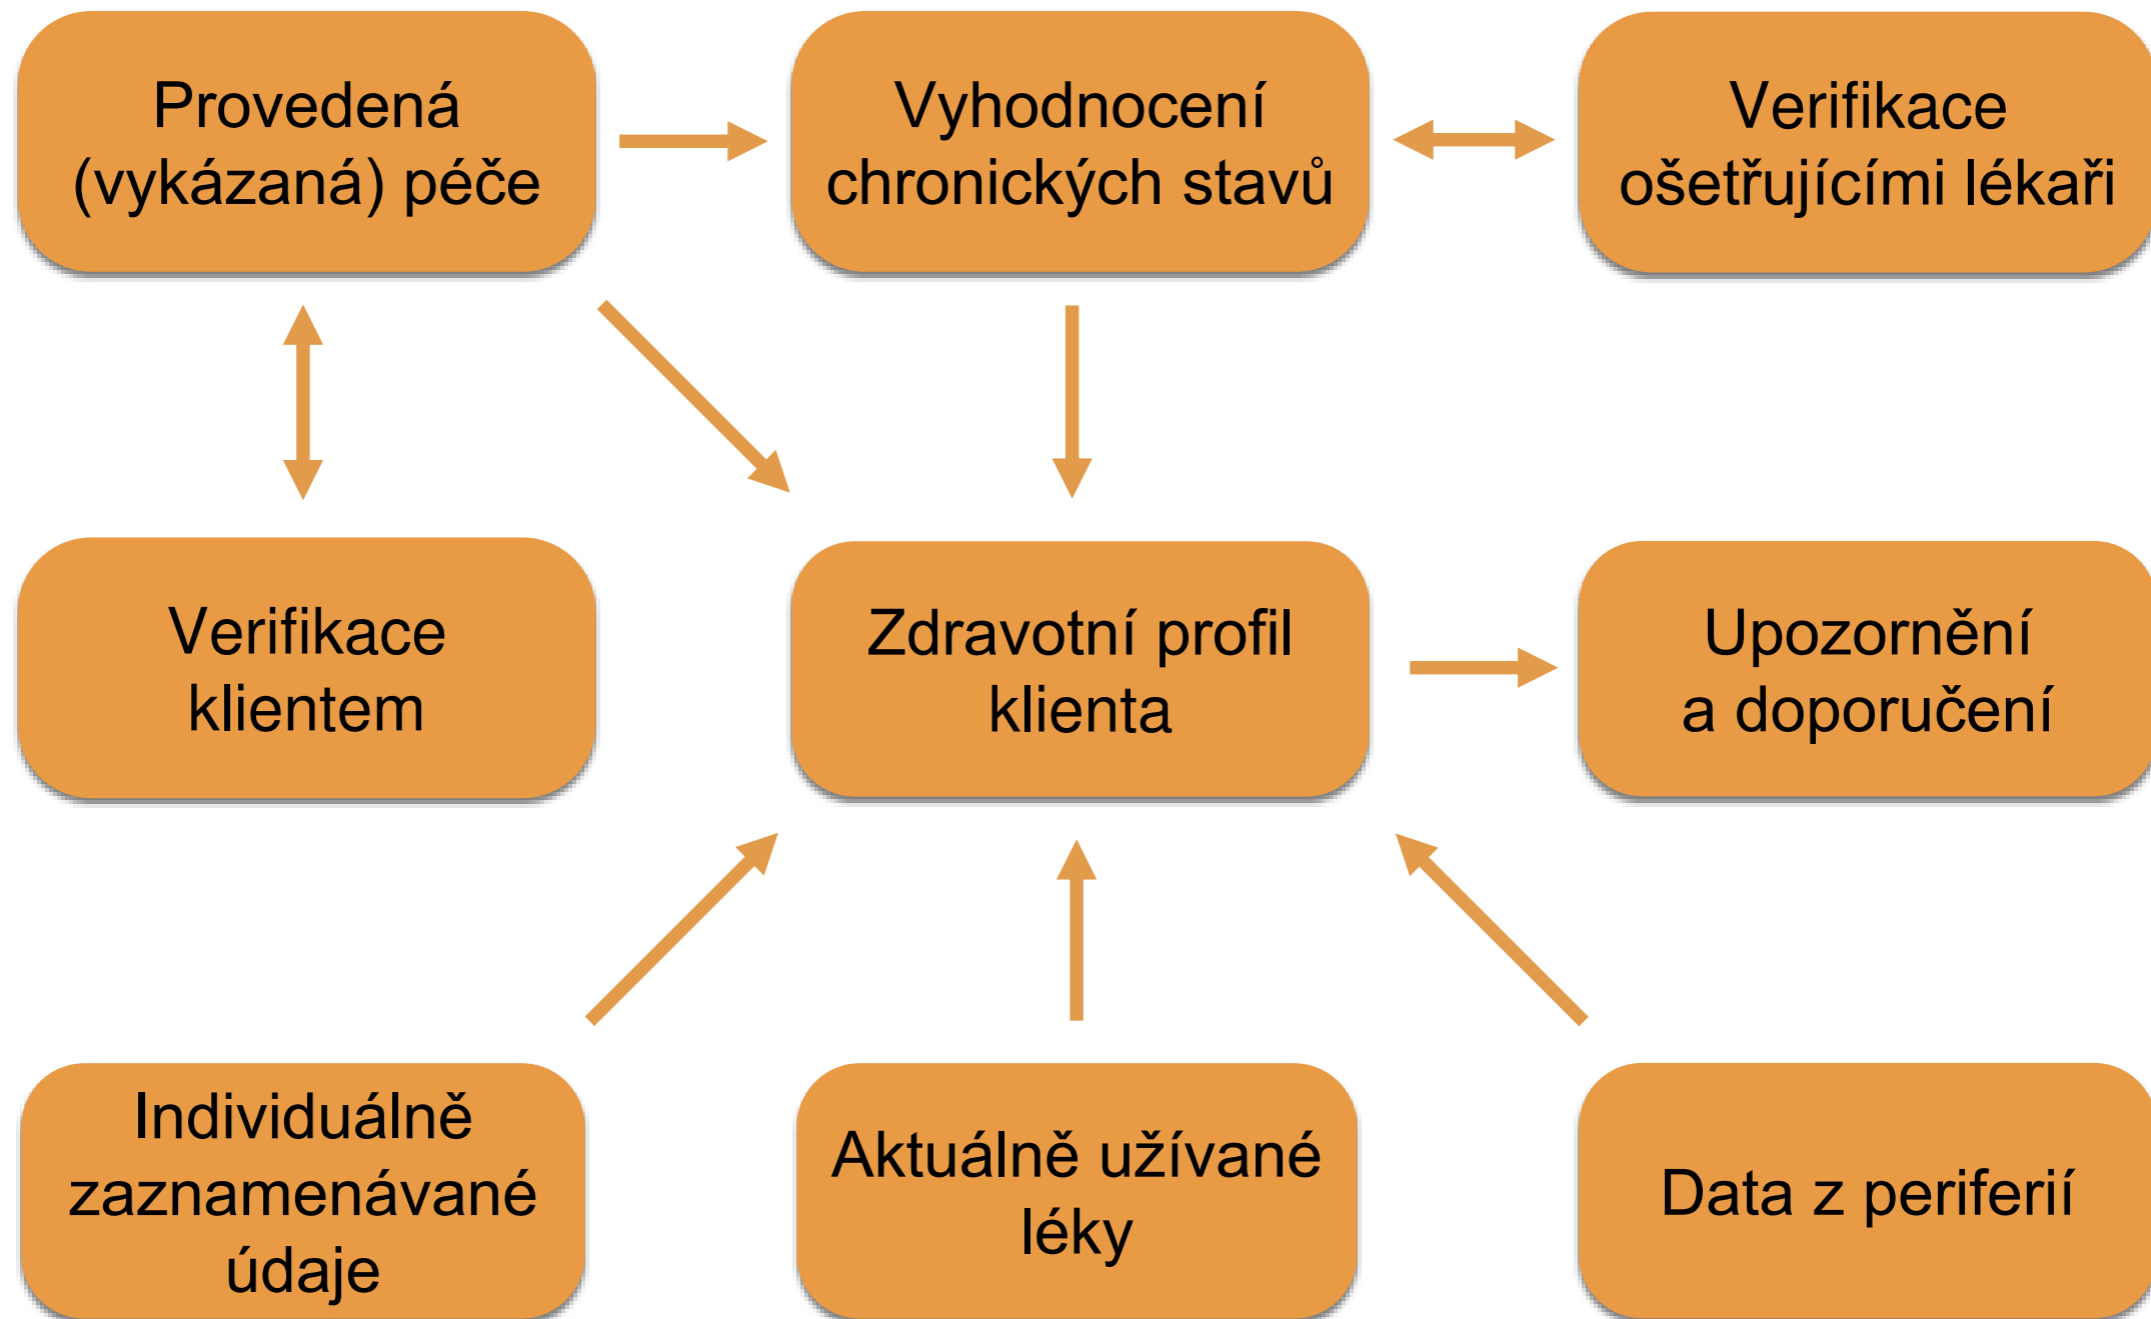 Provedená
(vykázaná) péče
Vyhodnocení
chronických stavů
Verifikace
ošetřujícími lékaři
Verifikace
klientem
Zdravotní profil
klienta
Upozornění
a doporučení
Individuálně
zaznamenávané
údaje
Aktuálně užívané
léky
Data z periferií